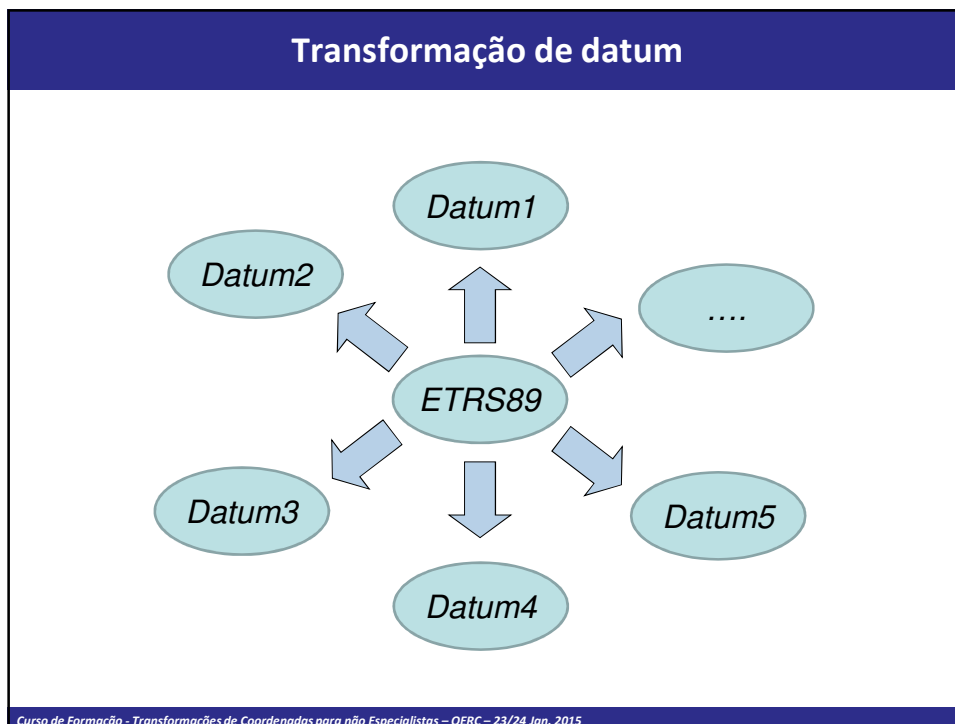 Transformação de datum
Datum1
Datum2
….
ETRS89
Datum3
Datum5
Datum4
Curso de Formação - Transformações de Coordenadas para não Especialistas – OERC – 23/24 Jan. 2015